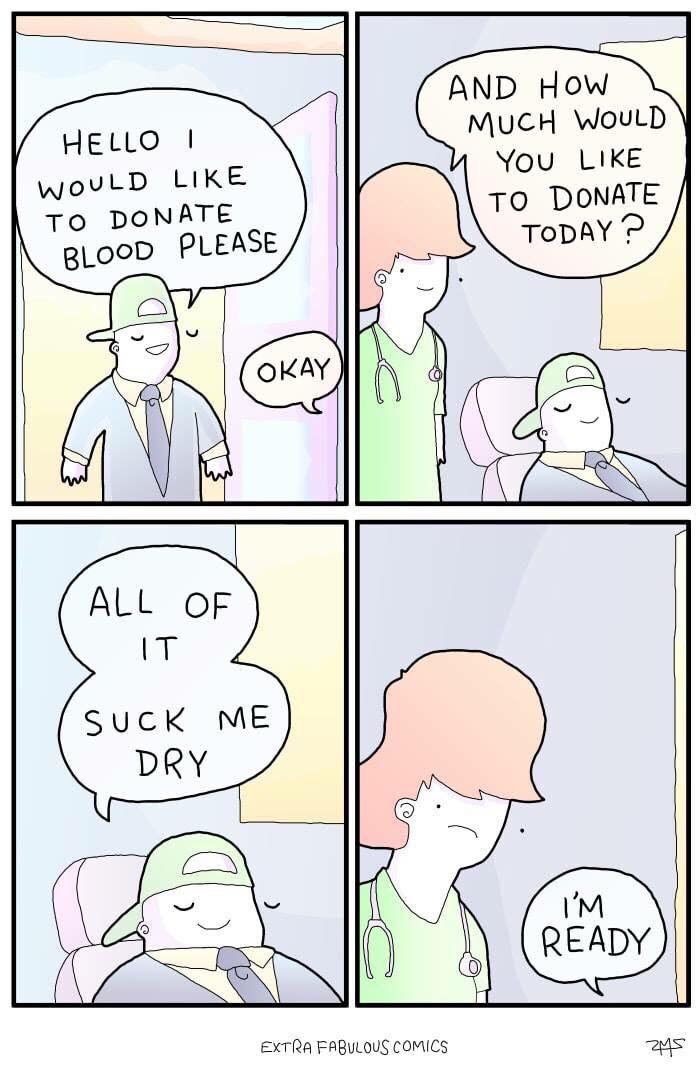 HELLO I
WOULD LIKE
TO DONATE
BLOOD PLEASE
OKAY
AND HOW
MUCH WOULD
YOU LIKE
TO DONATE
TODAY?
ALL OF
IT
SUCK ME
DRY
I'M
READY
EXTRA FABULOUS COMICS
ZMS